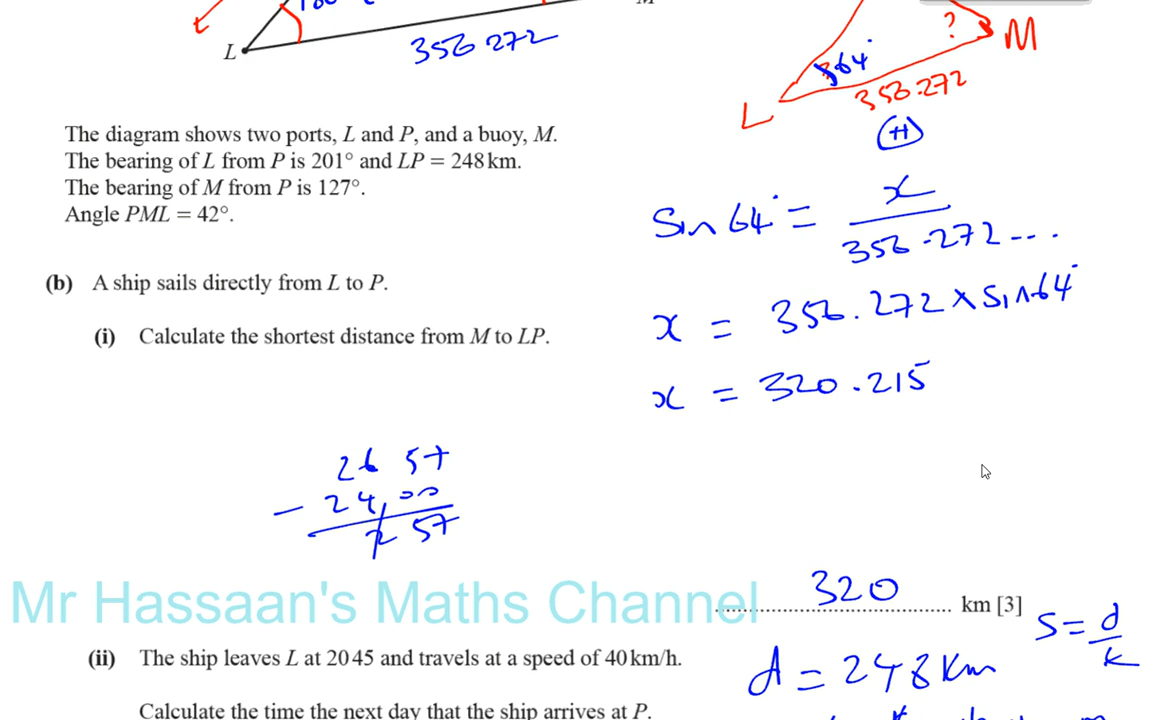 L
356.272
M
64°
?
M
L
356.272
H
The diagram shows two ports, L and P, and a buoy, M.
The bearing of L from P is 201° and LP = 248 km.
The bearing of M from P is 127°.
Angle PML = 42°.
Sin 64° = x / 356.272...
(b) A ship sails directly from L to P.
(i) Calculate the shortest distance from M to LP.
x = 356.272 × Sin 64°
x = 320.215
26 57
− 24,00
2 57
Mr Hassaan's Maths Channel
320 km [3]
S = d/t
(ii) The ship leaves L at 2045 and travels at a speed of 40 km/h.
d = 248 Km
Calculate the time the next day that the ship arrives at P.